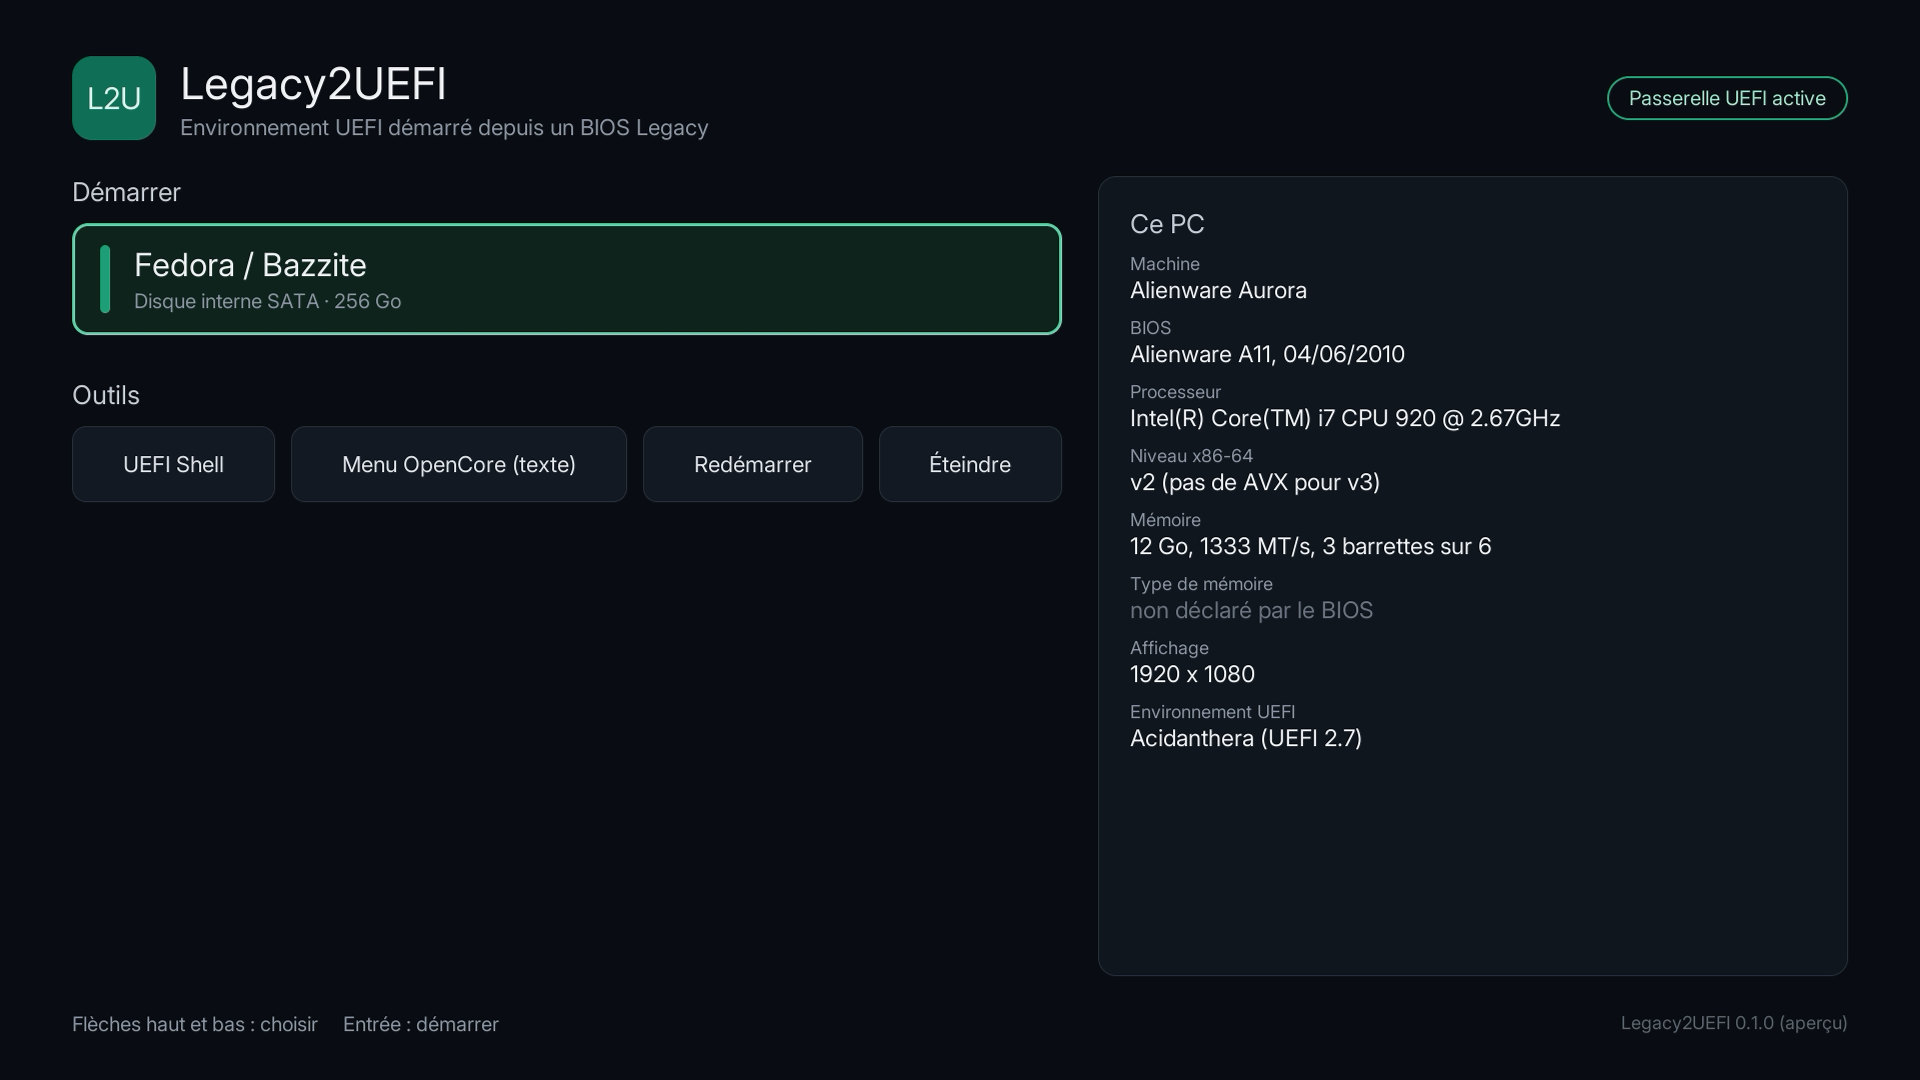 L2U
Legacy2UEFI
Environnement UEFI démarré depuis un BIOS Legacy
Passerelle UEFI active
Démarrer
Fedora / Bazzite
Disque interne SATA · 256 Go
Outils
UEFI Shell
Menu OpenCore (texte)
Redémarrer
Éteindre
Ce PC
Machine
Alienware Aurora
BIOS
Alienware A11, 04/06/2010
Processeur
Intel(R) Core(TM) i7 CPU 920 @ 2.67GHz
Niveau x86-64
v2 (pas de AVX pour v3)
Mémoire
12 Go, 1333 MT/s, 3 barrettes sur 6
Type de mémoire
non déclaré par le BIOS
Affichage
1920 x 1080
Environnement UEFI
Acidanthera (UEFI 2.7)
Flèches haut et bas : choisir Entrée : démarrer
Legacy2UEFI 0.1.0 (aperçu)